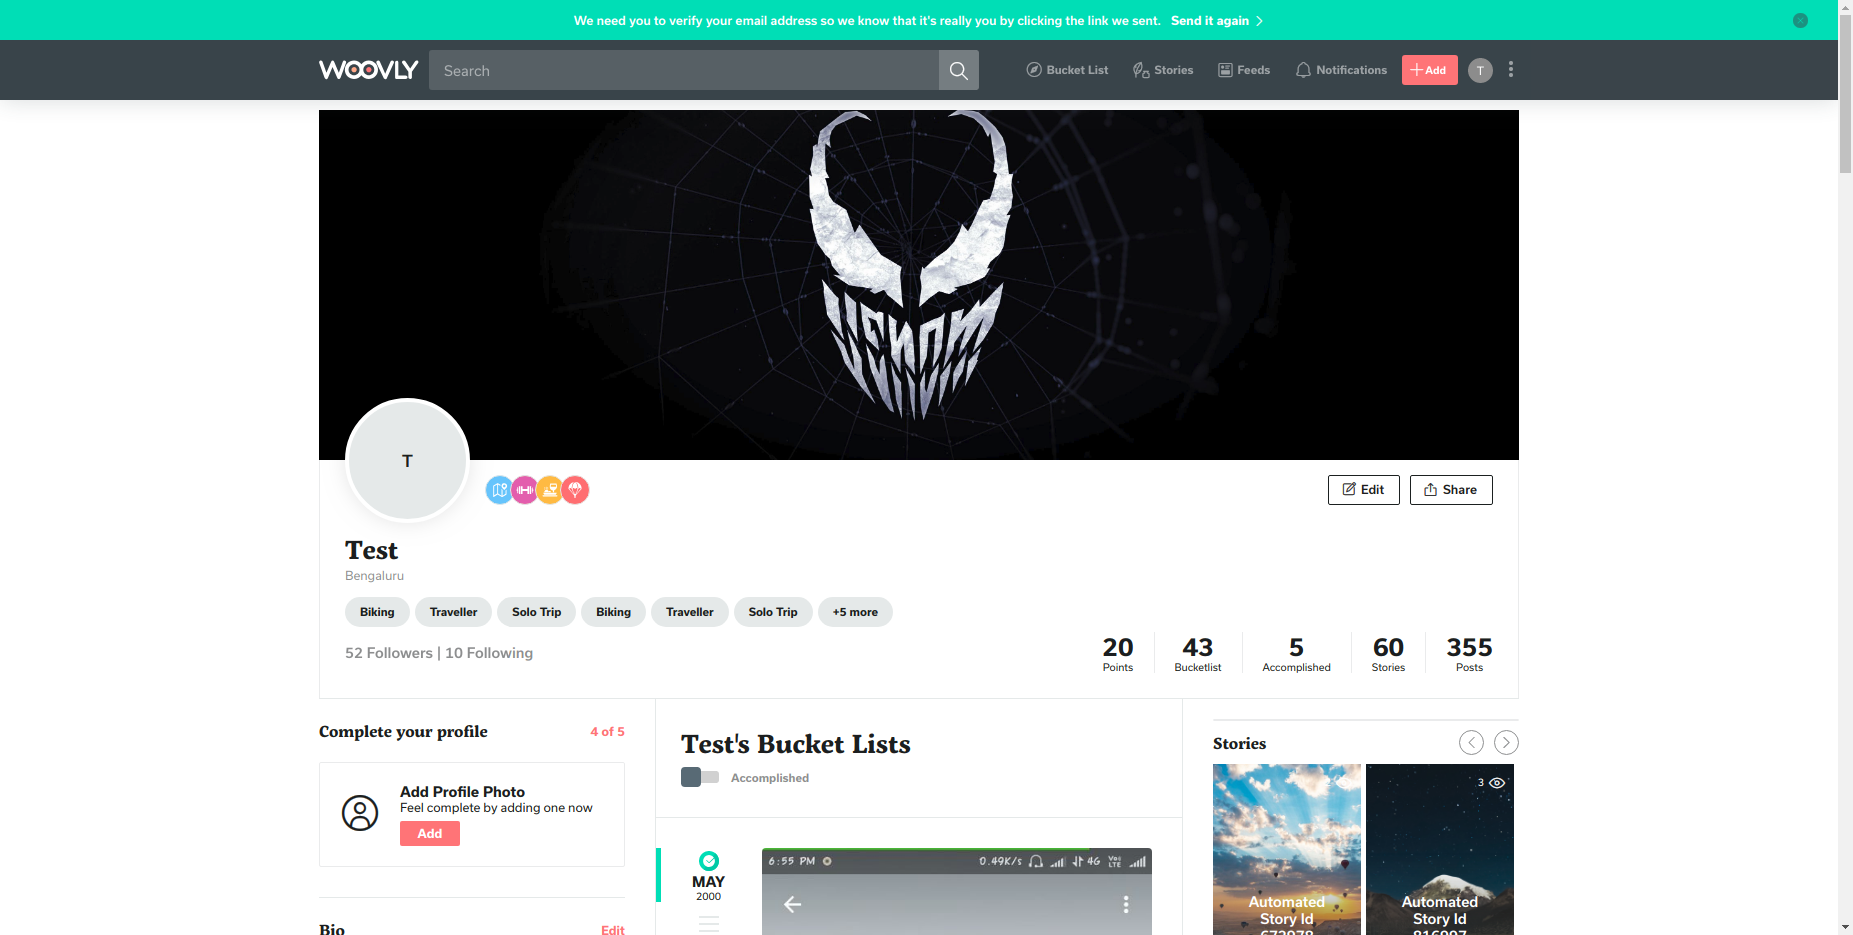 We need you to verify your email address so we know that it's really you by clicking the link we sent. Send it again
WOOVLY
Search
Bucket List
Stories
Feeds
Notifications
Add
T
VENOM
T
Edit
Share
Test
Bengaluru
Biking
Traveller
Solo Trip
Biking
Traveller
Solo Trip
+5 more
52 Followers | 10 Following
20
Points
43
Bucketlist
5
Accomplished
60
Stories
355
Posts
Complete your profile
4 of 5
Add Profile Photo
Feel complete by adding one now
Add
Bio
Edit
Test's Bucket Lists
Accomplished
MAY
2000
6:55 PM
0.49K/s
4G
Vo
LTE
Stories
Automated
Story Id
3
Automated
Story Id